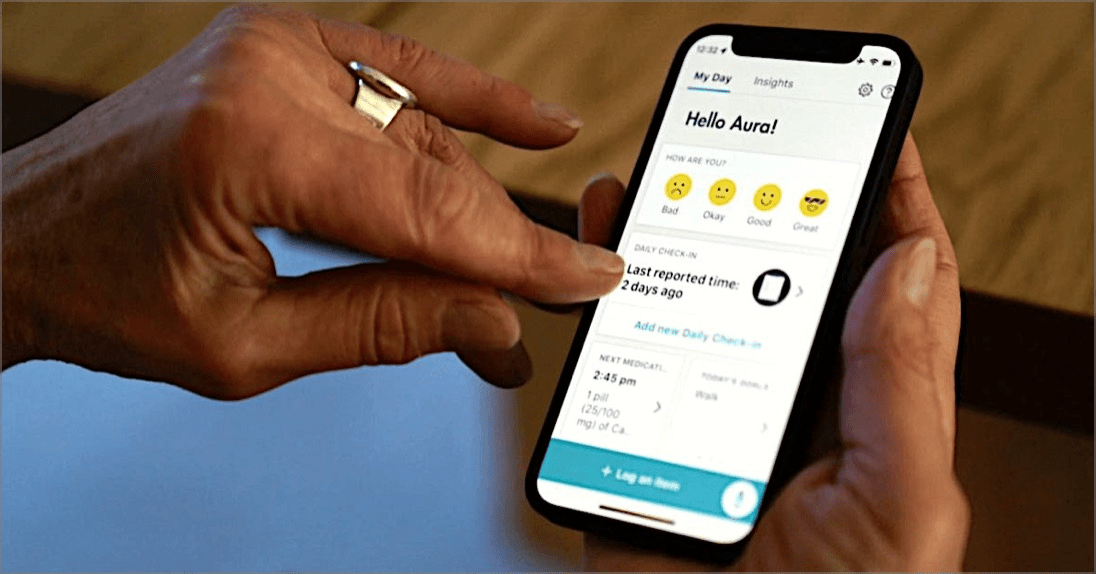 12:32
My Day Insights
Hello Aura!
HOW ARE YOU?
Bad Okay Good Great
DAILY CHECK-IN
Last reported time:
2 days ago
Add new Daily Check-in
NEXT MEDICATI...
2:45 pm
1 pill
(25/100
mg) of Ca...
TODAY'S GOALS
Walk
+ Log an item